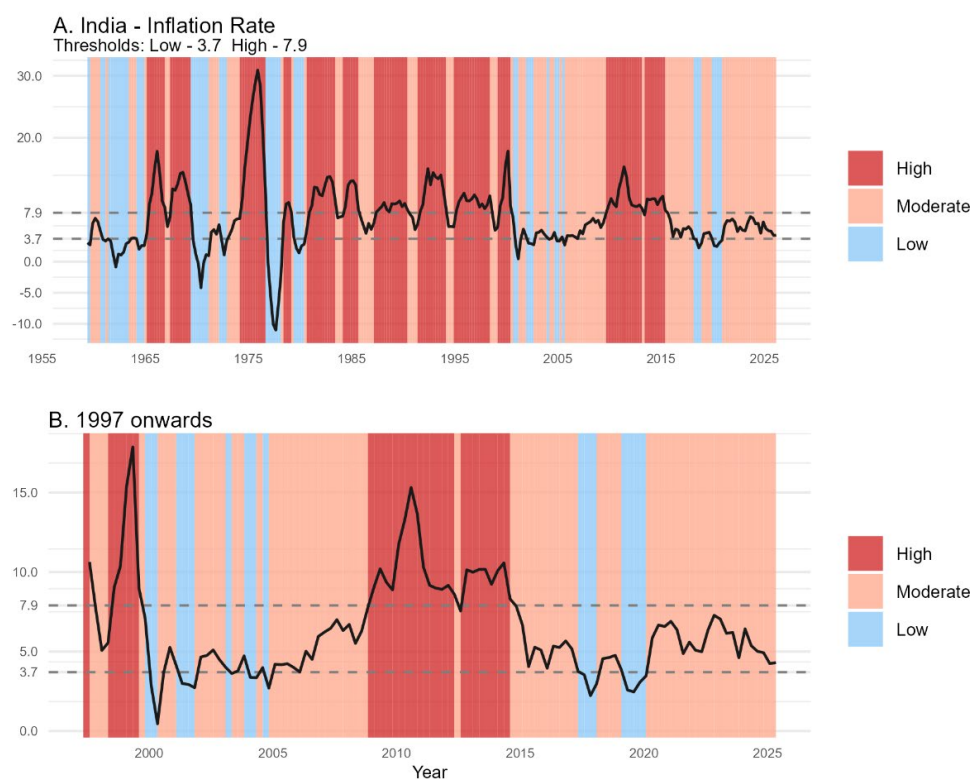 A. India - Inflation Rate
Thresholds: Low - 3.7  High - 7.9
30.0
20.0
7.9
3.7
0.0
-5.0
-10.0
1955
1965
1975
1985
1995
2005
2015
2025
High
Moderate
Low
B. 1997 onwards
15.0
10.0
7.9
5.0
3.7
0.0
2000
2005
2010
2015
2020
2025
Year
High
Moderate
Low